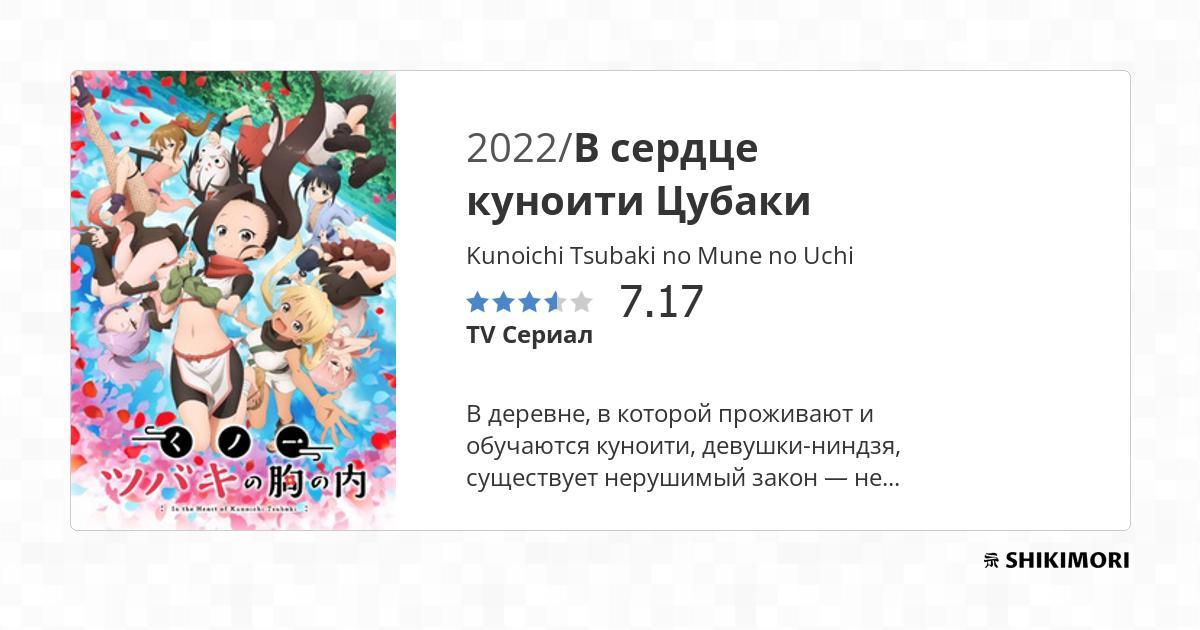 2022/В сердце
куноити Цубаки
Kunoichi Tsubaki no Mune no Uchi
7.17
TV Сериал
В деревне, в которой проживают и
обучаются куноити, девушки-ниндзя,
существует нерушимый закон — не...
くノ一
ツバキの胸の内
In the Heart of Kunoichi Tsubaki
SHIKIMORI